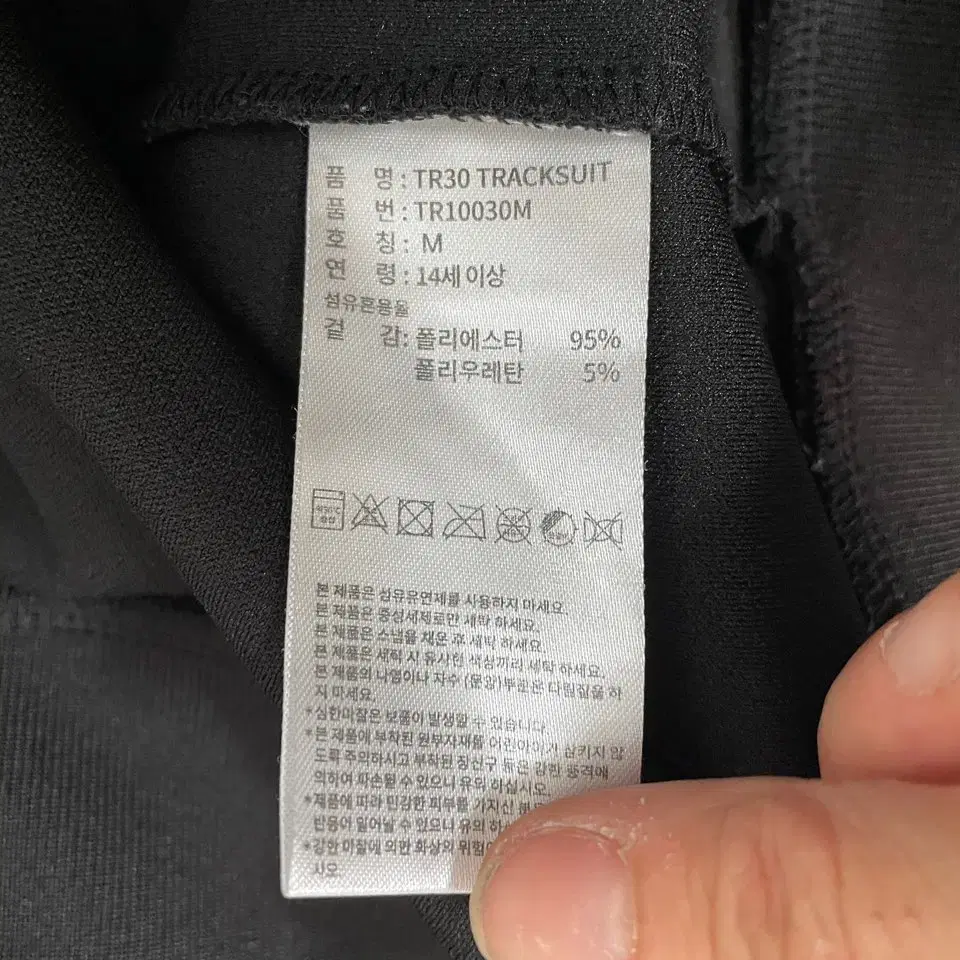 품 명 : TR30 TRACKSUIT
품 번 : TR10030M
호 칭 : M
연 령 : 14세 이상
섬유혼용율
겉 감: 폴리에스터 95%
폴리우레탄 5%
본 제품은 섬유유연제를 사용하지 마세요.
본 제품은 중성세제로만 세탁 하세요.
본 제품은 스냅을 채운 후 세탁 하세요.
본 제품은 세탁 시 유사한 색상끼리 세탁 하세요.
본 제품의 나염이나 자수 (문양)부분은 다림질을 하
지 마세요.
*심한마찰은 보풀이 발생할 수 있습니다.
*본 제품에 부착된 원부자재를 어린아이가 삼키지 않
도록 주의하시고 부착된 장신구 등은 강한 충격에
의하여 파손될 수 있으니 유의 하십시오.
*제품에 따라 민감한 피부를 가지신
반응이 일어날 수 있으니 유의
*강한 마찰에 의한 화상의 위험이
시오.